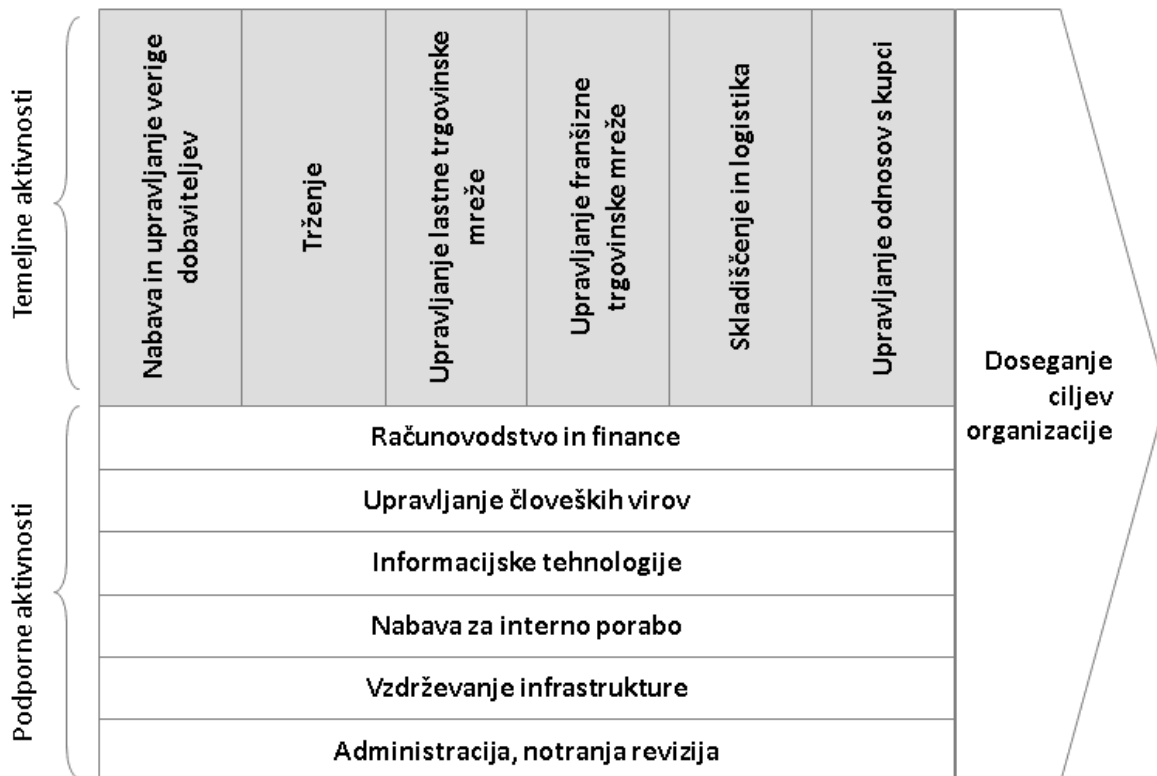 Temeljne aktivnosti
Nabava in upravljanje verige
dobaviteljev
Trženje
Upravljanje lastne trgovinske
mreže
Upravljanje franšizne
trgovinske mreže
Skladiščenje in logistika
Upravljanje odnosov s kupci
Doseganje
ciljev
organizacije
Podporne aktivnosti
Računovodstvo in finance
Upravljanje človeških virov
Informacijske tehnologije
Nabava za interno porabo
Vzdrževanje infrastrukture
Administracija, notranja revizija